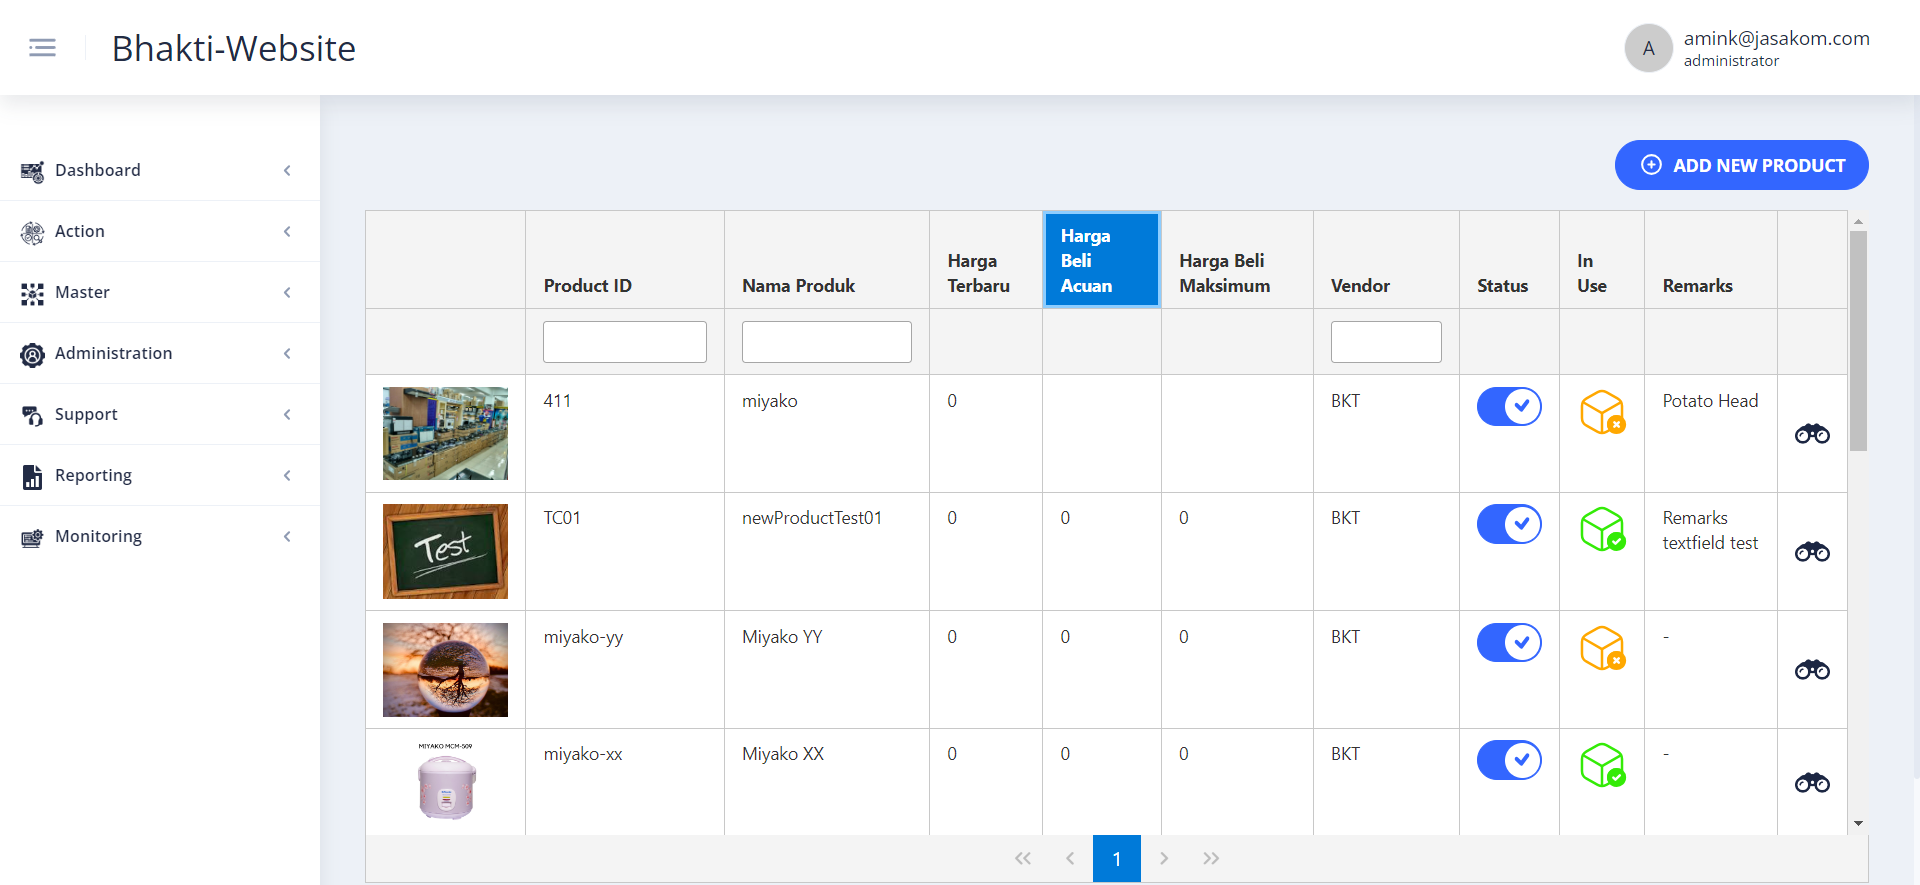 Bhakti-Website
A
amink@jasakom.com
administrator
Dashboard
Action
Master
Administration
Support
Reporting
Monitoring
ADD NEW PRODUCT
Product ID
Nama Produk
Harga
Terbaru
Harga
Beli
Acuan
Harga Beli
Maksimum
Vendor
Status
In
Use
Remarks
411
miyako
0
BKT
Potato Head
Test
TC01
newProductTest01
0
0
0
BKT
Remarks
textfield test
miyako-yy
Miyako YY
0
0
0
BKT
-
MIYAKO MCM-509
miyako-xx
Miyako XX
0
0
0
BKT
-
1